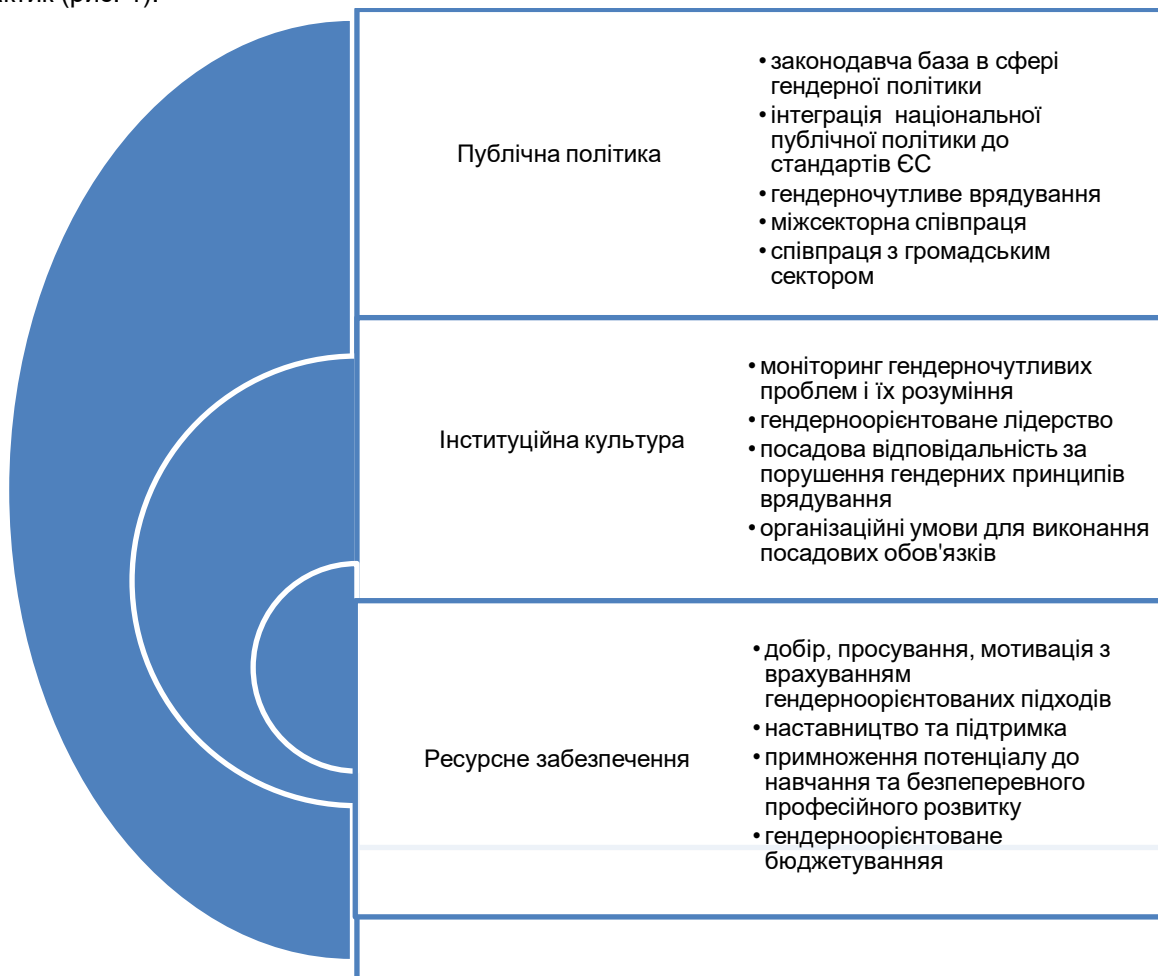 актик (рис. 1).
Публічна політика
• законодавча база в сфері
гендерної політики
• інтеграція національної
публічної політики до
стандартів ЄС
• гендерночутливе врядування
• міжсекторна співпраця
• співпраця з громадським
сектором
Інституційна культура
• моніторинг гендерночутливих
проблем і їх розуміння
• гендерноорієнтоване лідерство
• посадова відповідальність за
порушення гендерних принципів
врядування
• організаційні умови для виконання
посадових обов'язків
Ресурсне забезпечення
• добір, просування, мотивація з
врахуванням
гендерноорієнтованих підходів
• наставництво та підтримка
• примноження потенціалу до
навчання та безпеперевного
професійного розвитку
• гендерноорієнтоване
бюджетуванняя